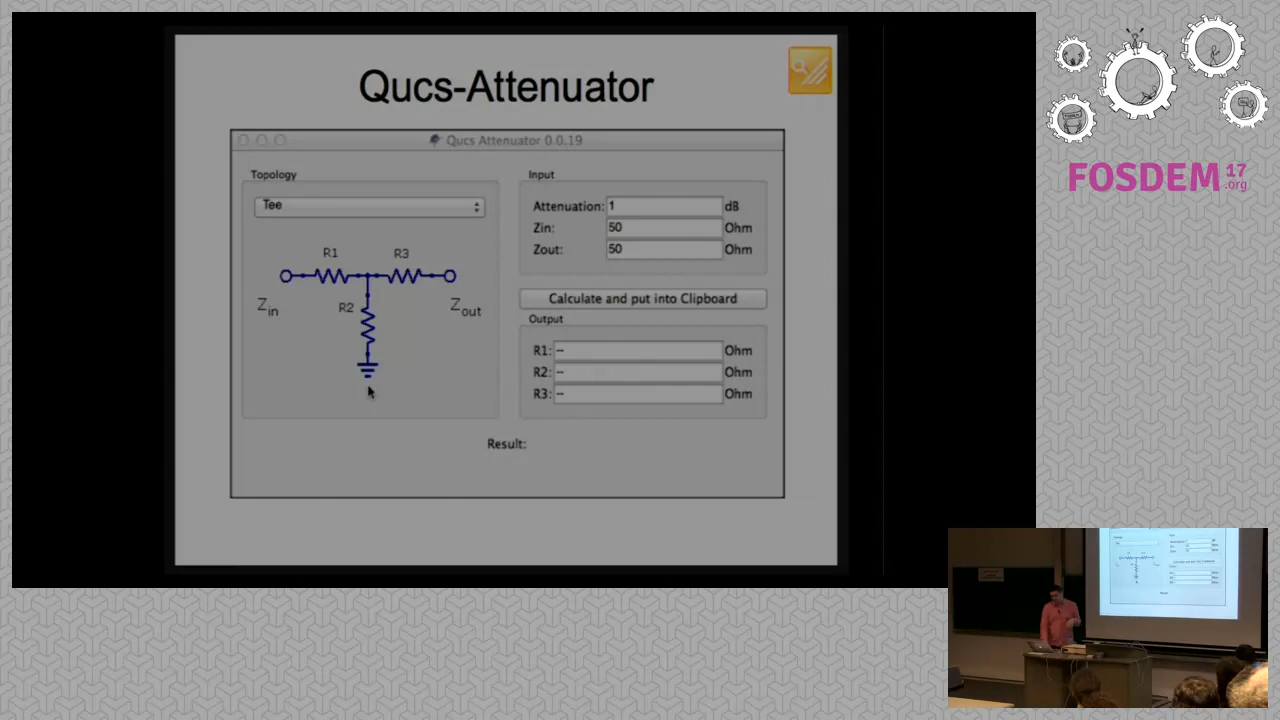 Qucs-Attenuator
Qucs Attenuator 0.0.19
Topology
Tee
R1
R3
Zin
R2
Zout
Input
Attenuation: 1 dB
Zin: 50 Ohm
Zout: 50 Ohm
Calculate and put into Clipboard
Output
R1: -- Ohm
R2: -- Ohm
R3: -- Ohm
Result:
FOSDEM 17
.org